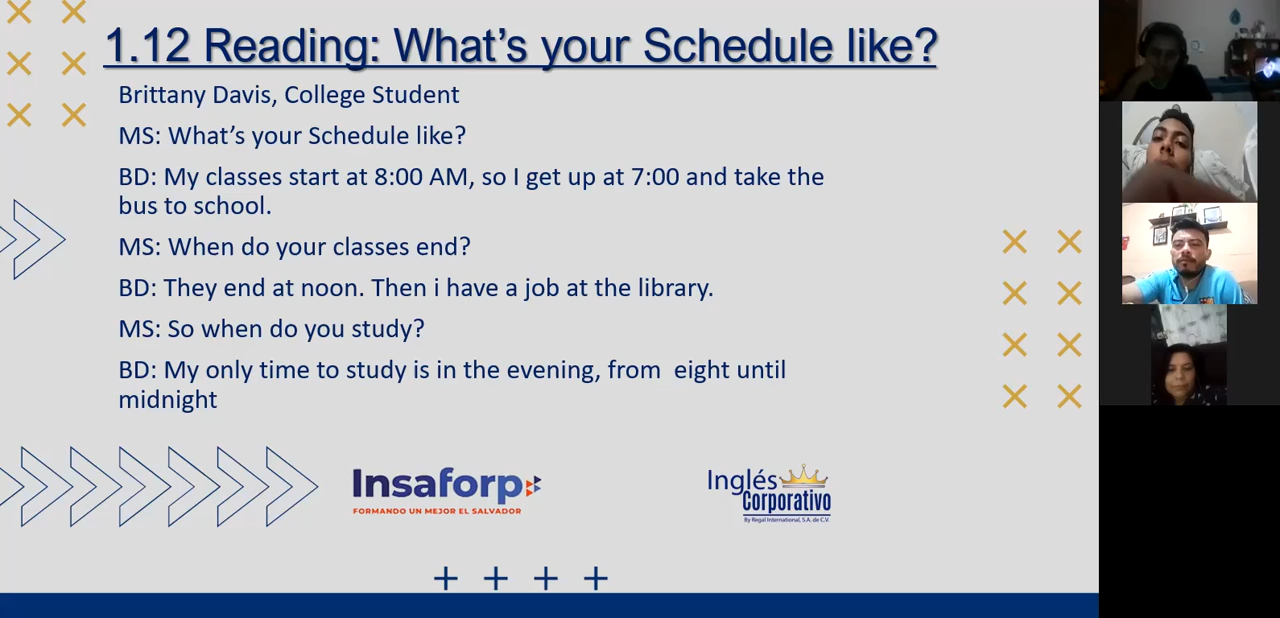 1.12 Reading: What's your Schedule like?
Brittany Davis, College Student
MS: What's your Schedule like?
BD: My classes start at 8:00 AM, so I get up at 7:00 and take the
bus to school.
MS: When do your classes end?
BD: They end at noon. Then i have a job at the library.
MS: So when do you study?
BD: My only time to study is in the evening, from  eight until
midnight
Insaforp
FORMANDO UN MEJOR EL SALVADOR
Inglés
Corporativo
By Regal International, S.A. de C.V.